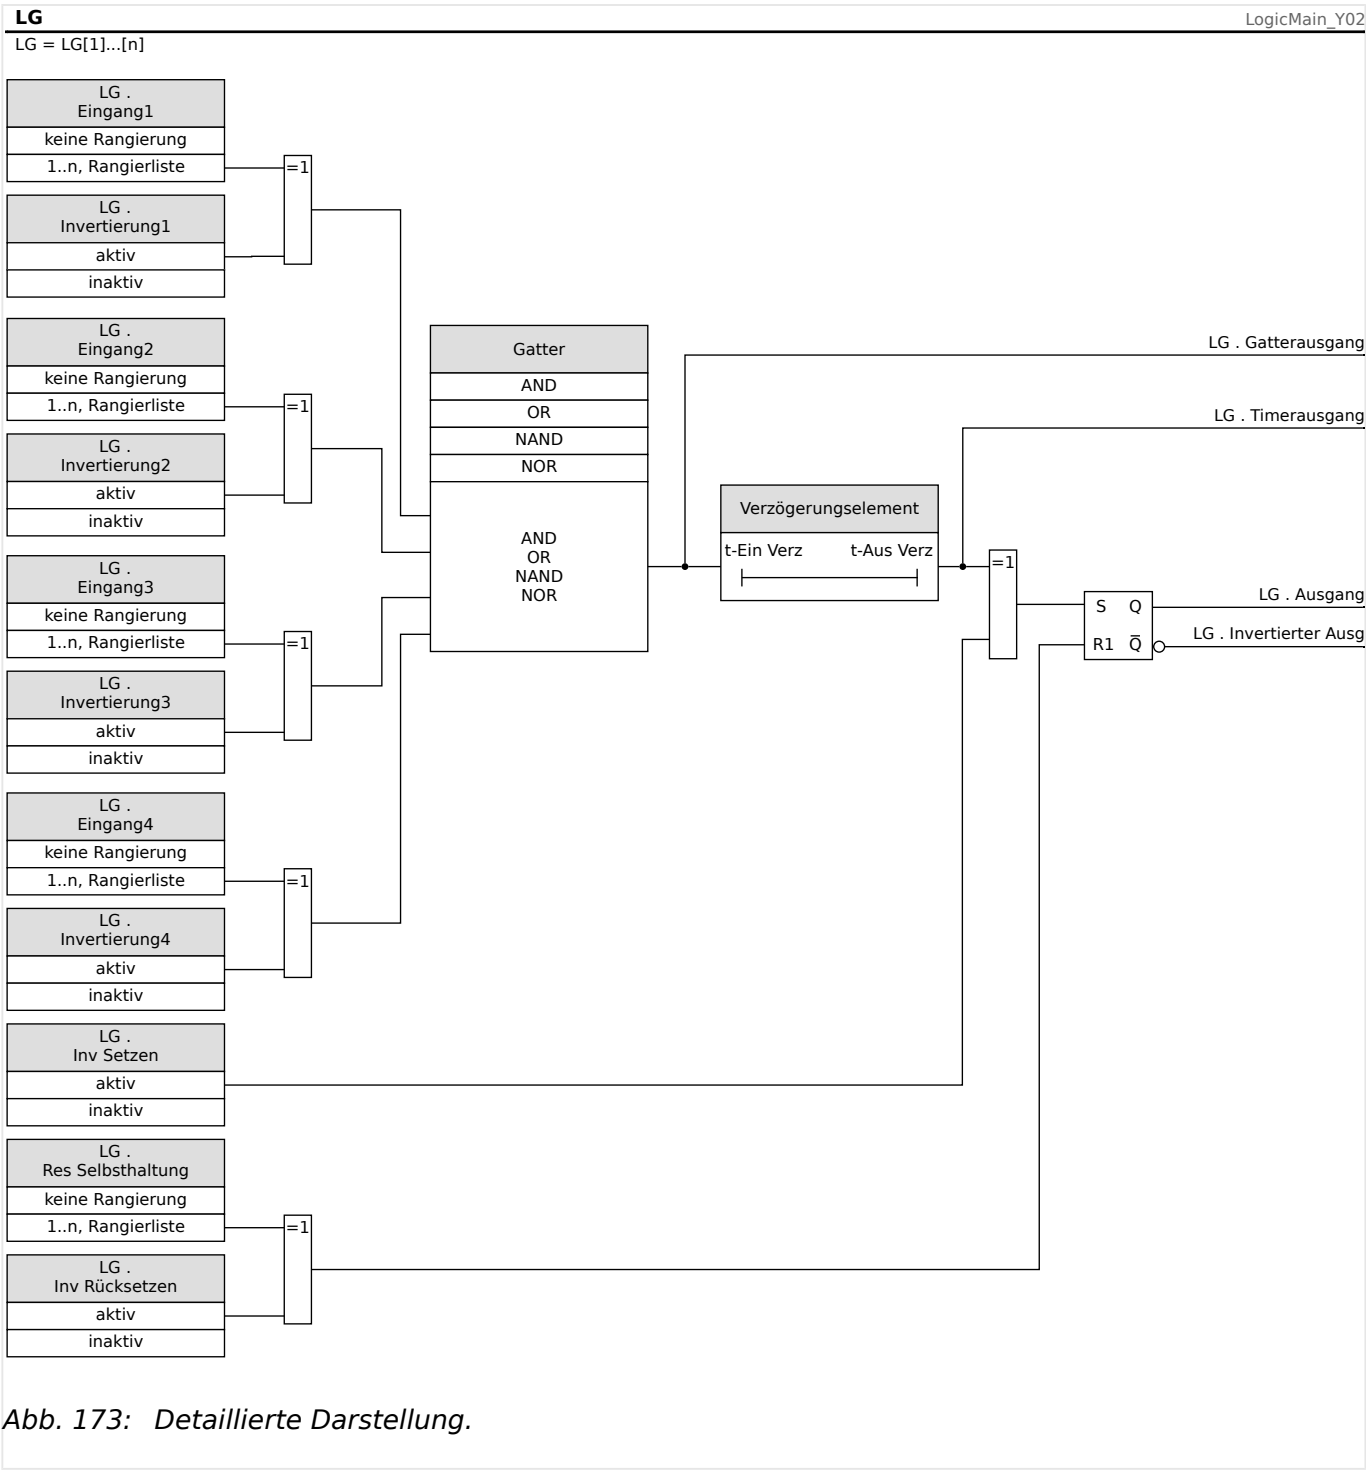 LG
LogicMain_Y02
LG = LG[1]...[n]
LG .
Eingang1
keine Rangierung
1..n, Rangierliste
=1
LG .
Invertierung1
aktiv
inaktiv
LG .
Eingang2
keine Rangierung
1..n, Rangierliste
=1
LG .
Invertierung2
aktiv
inaktiv
LG .
Eingang3
keine Rangierung
1..n, Rangierliste
=1
LG .
Invertierung3
aktiv
inaktiv
LG .
Eingang4
keine Rangierung
1..n, Rangierliste
=1
LG .
Invertierung4
aktiv
inaktiv
LG .
Inv Setzen
aktiv
inaktiv
LG .
Res Selbsthaltung
keine Rangierung
1..n, Rangierliste
=1
LG .
Inv Rücksetzen
aktiv
inaktiv
Gatter
AND
OR
NAND
NOR
AND
OR
NAND
NOR
Verzögerungselement
t-Ein Verz t-Aus Verz
=1
S Q
R1 Q̅
LG . Gatterausgang
LG . Timerausgang
LG . Ausgang
LG . Invertierter Ausg
Abb. 173: Detaillierte Darstellung.